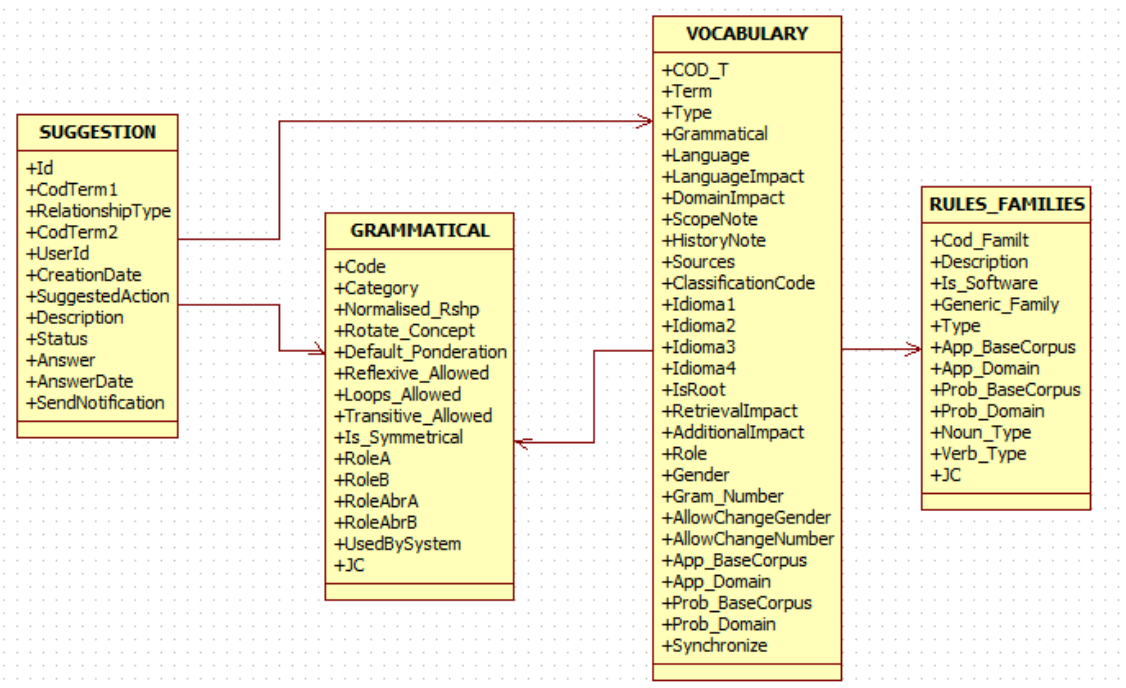 SUGGESTION
+Id
+CodTerm1
+RelationshipType
+CodTerm2
+UserId
+CreationDate
+SuggestedAction
+Description
+Status
+Answer
+AnswerDate
+SendNotification
GRAMMATICAL
+Code
+Category
+Normalised_Rshp
+Rotate_Concept
+Default_Ponderation
+Reflexive_Allowed
+Loops_Allowed
+Transitive_Allowed
+Is_Symmetrical
+RoleA
+RoleB
+RoleAbrA
+RoleAbrB
+UsedBySystem
+JC
VOCABULARY
+COD_T
+Term
+Type
+Grammatical
+Language
+LanguageImpact
+DomainImpact
+ScopeNote
+HistoryNote
+Sources
+ClassificationCode
+Idioma1
+Idioma2
+Idioma3
+Idioma4
+IsRoot
+RetrievalImpact
+AdditionalImpact
+Role
+Gender
+Gram_Number
+AllowChangeGender
+AllowChangeNumber
+App_BaseCorpus
+App_Domain
+Prob_BaseCorpus
+Prob_Domain
+Synchronize
RULES_FAMILIES
+Cod_Familt
+Description
+Is_Software
+Generic_Family
+Type
+App_BaseCorpus
+App_Domain
+Prob_BaseCorpus
+Prob_Domain
+Noun_Type
+Verb_Type
+JC